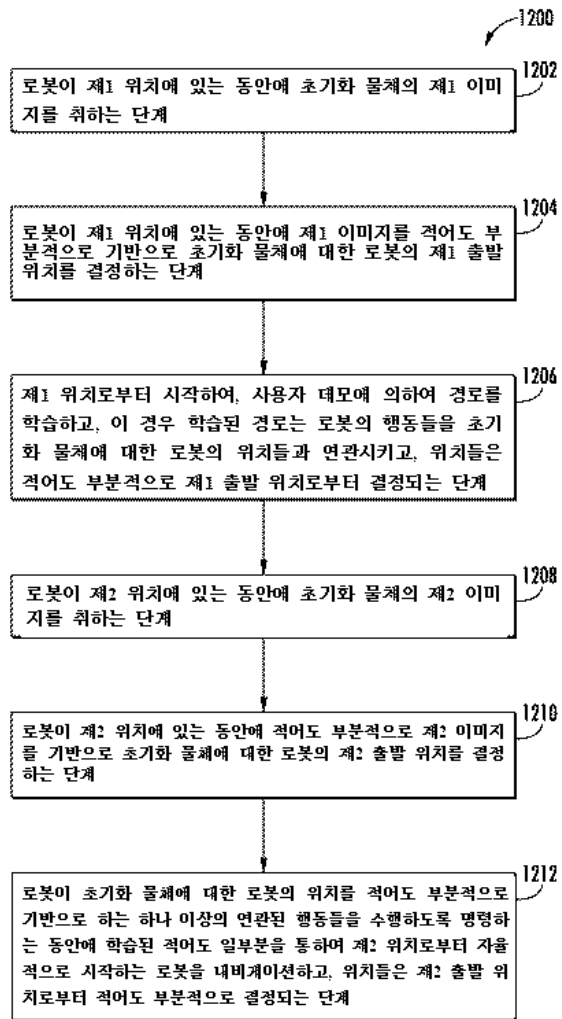 1200
1202
로봇이 제1 위치에 있는 동안에 초기화 물체의 제1 이미
지를 취하는 단계
1204
로봇이 제1 위치에 있는 동안에 제1 이미지를 적어도 부
분적으로 기반으로 초기화 물체에 대한 로봇의 제1 출발
위치를 결정하는 단계
1206
제1 위치로부터 시작하여, 사용자 데모에 의하여 경로를
학습하고, 이 경우 학습된 경로는 로봇의 행동들을 초기
화 물체에 대한 로봇의 위치들과 연관시키고, 위치들은
적어도 부분적으로 제1 출발 위치로부터 결정되는 단계
1208
로봇이 제2 위치에 있는 동안에 초기화 물체의 제2 이미
지를 취하는 단계
1210
로봇이 제2 위치에 있는 동안에 적어도 부분적으로 제2 이미지
를 기반으로 초기화 물체에 대한 로봇의 제2 출발 위치를 결정
하는 단계
1212
로봇이 초기화 물체에 대한 로봇의 위치를 적어도 부분적으로
기반으로 하는 하나 이상의 연관된 행동들을 수행하도록 명령하
는 동안에 학습된 적어도 일부분을 통하여 제2 위치로부터 자율
적으로 시작하는 로봇을 내비게이션하고, 위치들은 제2 출발 위
치로부터 적어도 부분적으로 결정되는 단계